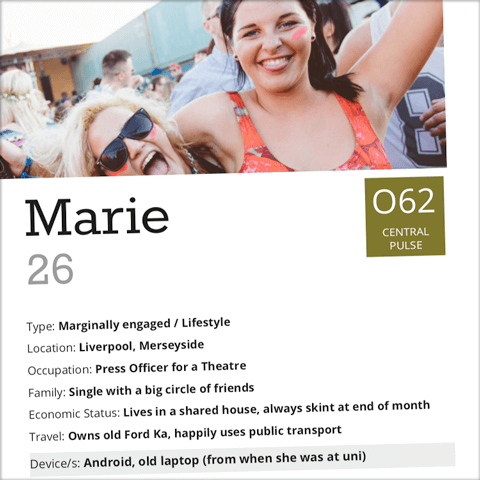 Marie
26
O62
CENTRAL
PULSE
Type: Marginally engaged / Lifestyle
Location: Liverpool, Merseyside
Occupation: Press Officer for a Theatre
Family: Single with a big circle of friends
Economic Status: Lives in a shared house, always skint at end of month
Travel: Owns old Ford Ka, happily uses public transport
Device/s: Android, old laptop (from when she was at uni)